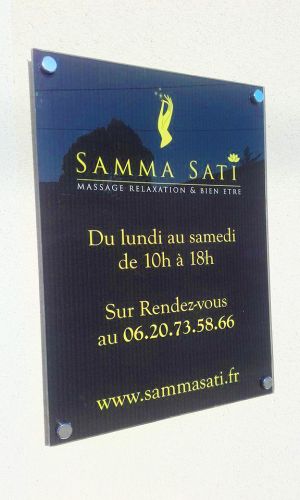 SAMMA SATI
MASSAGE RELAXATION & BIEN ETRE
Du lundi au samedi
de 10h à 18h
Sur Rendez-vous
au 06.20.73.58.66
www.sammasati.fr